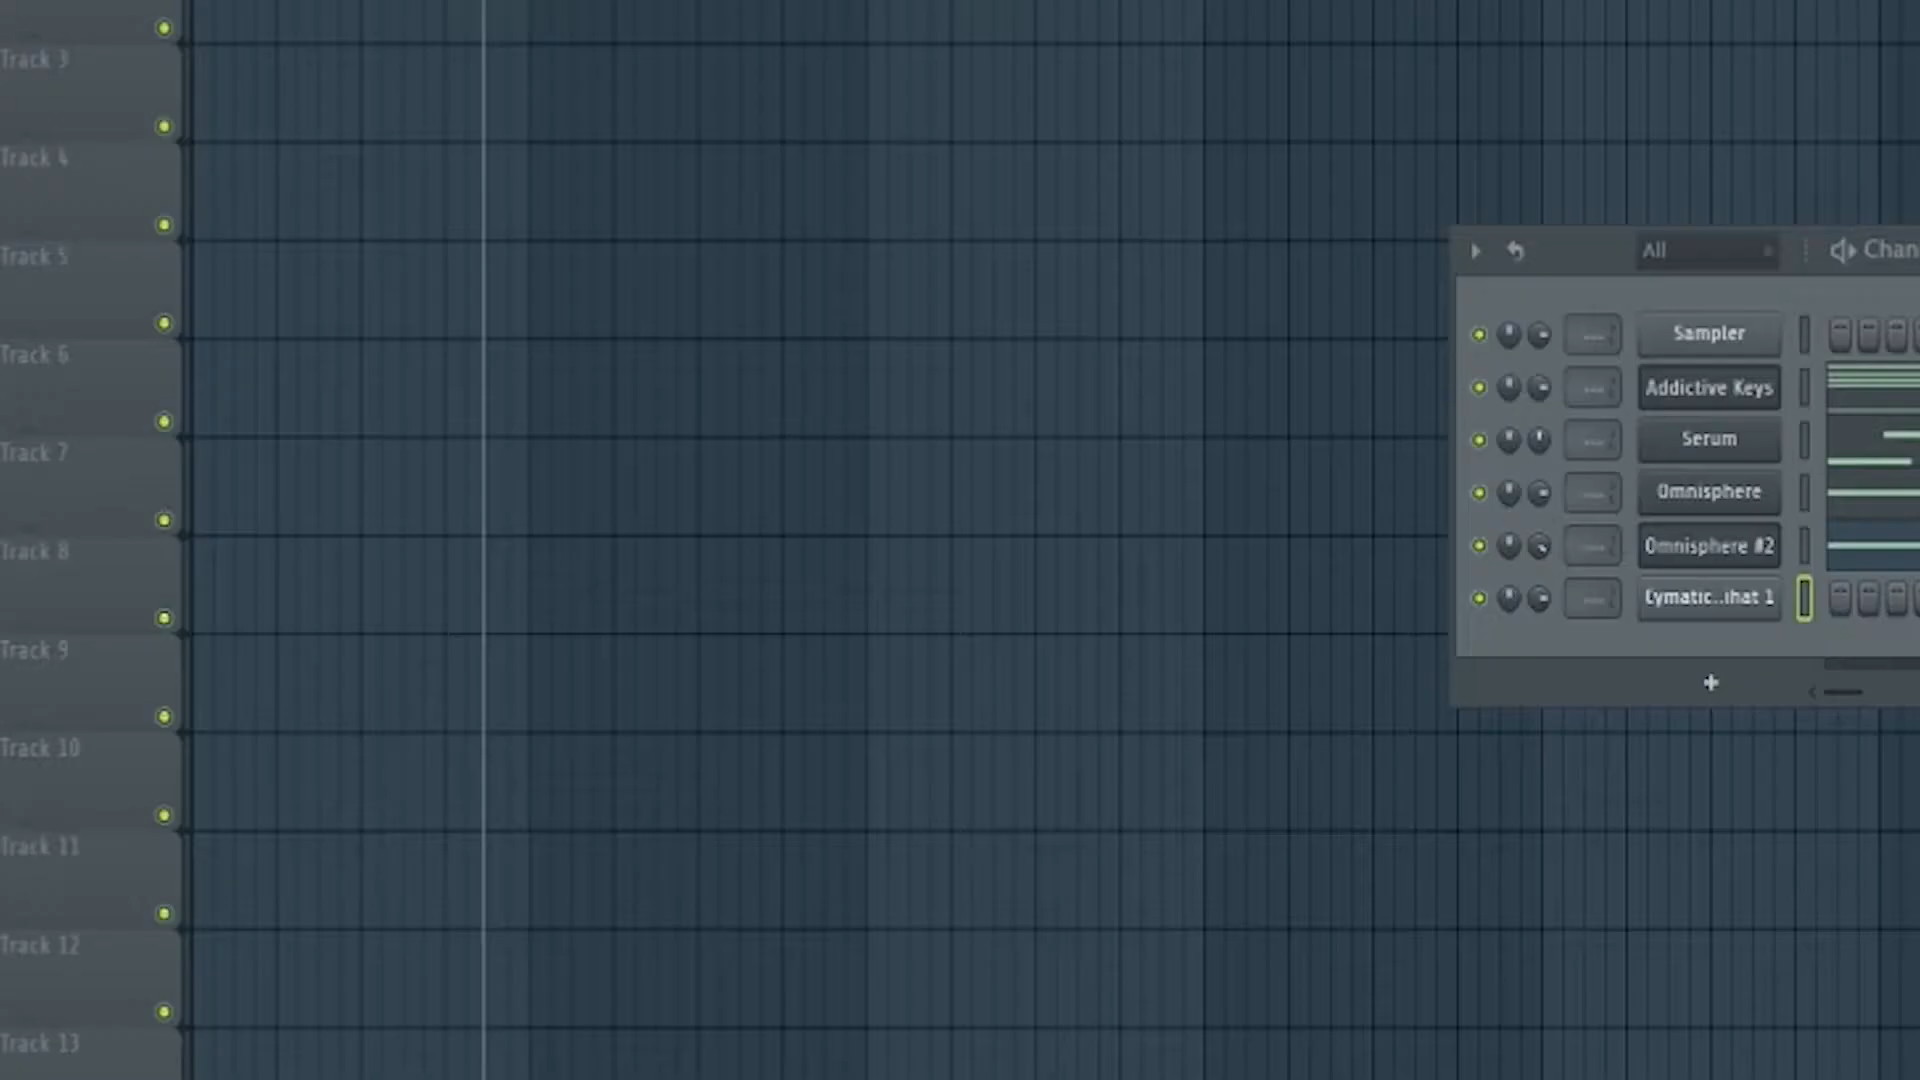 Track 3
Track 4
Track 5
Track 6
Track 7
Track 8
Track 9
Track 10
Track 11
Track 12
Track 13
All
Chan
Sampler
Addictive Keys
Serum
Omnisphere
Omnisphere #2
Cymatic..ihat 1